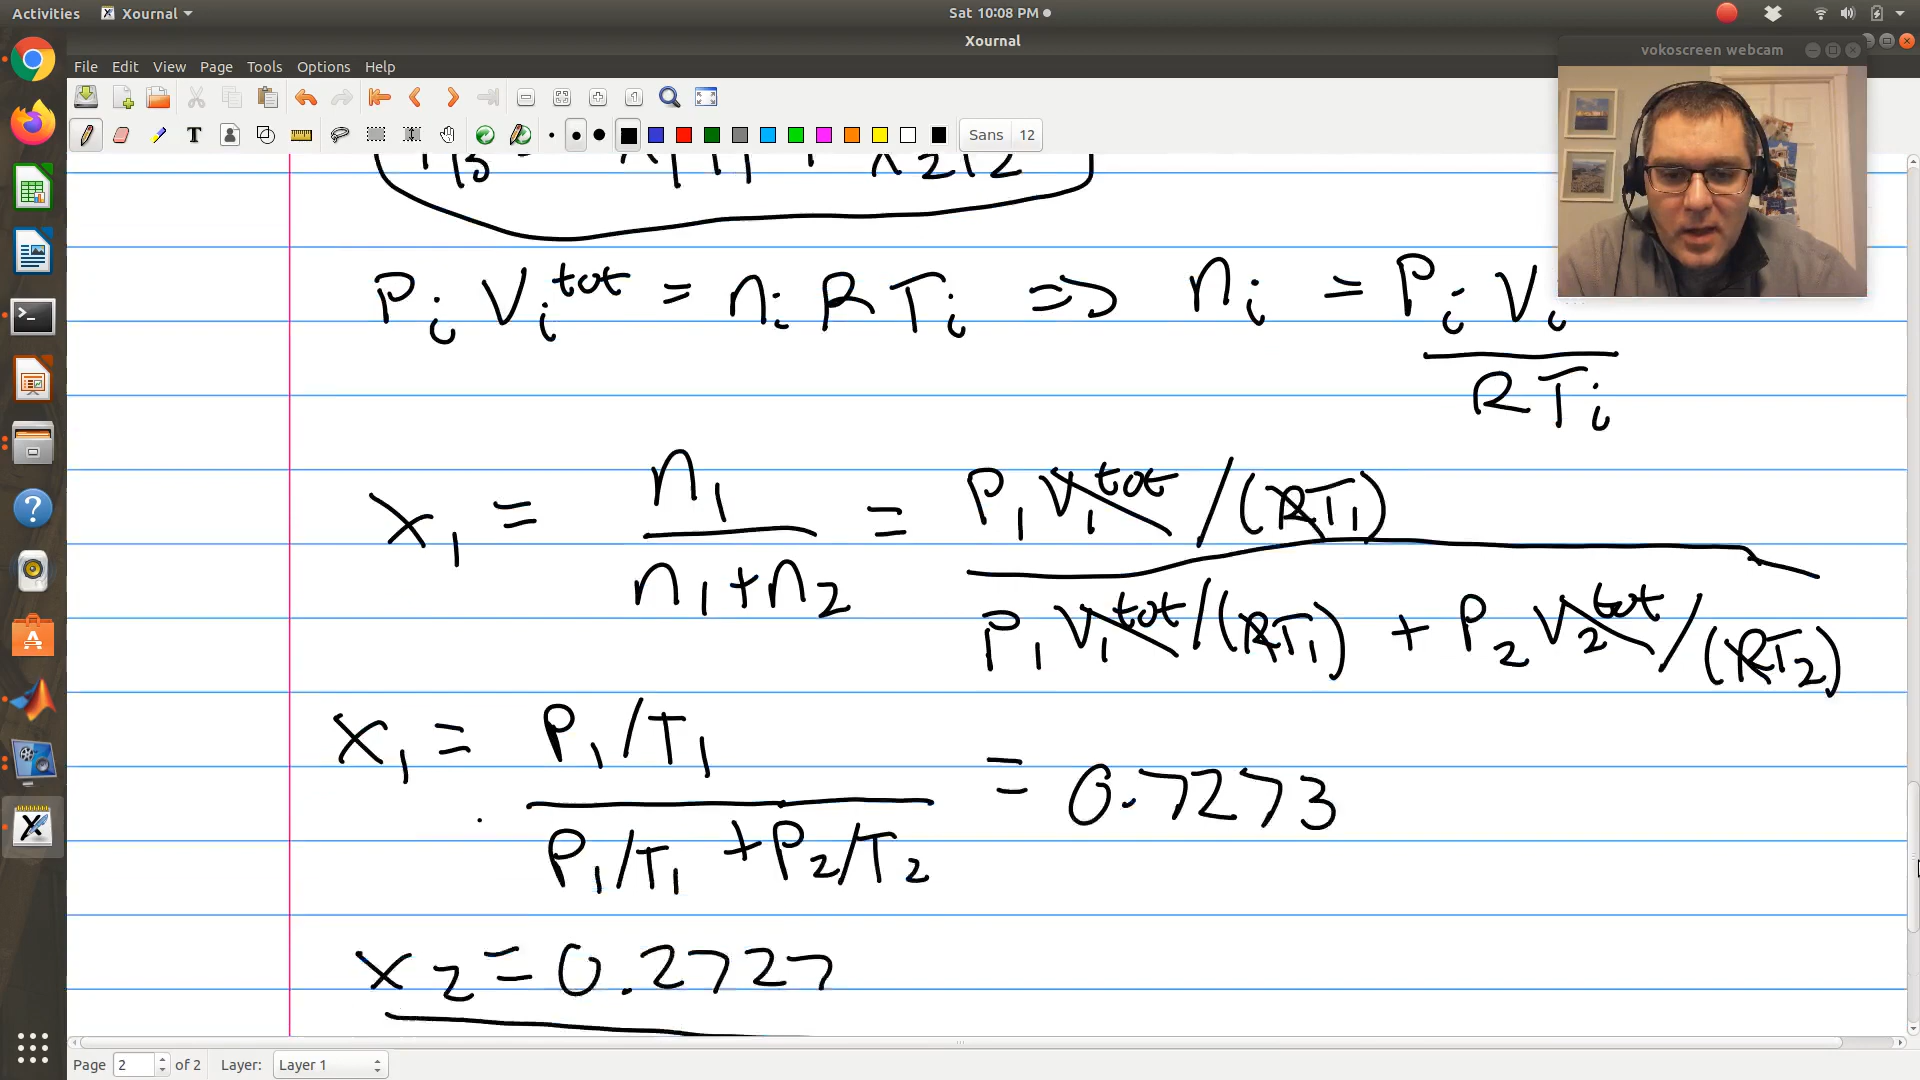 Activities Xournal Sat 10:08 PM
Xournal
vokoscreen webcam
File Edit View Page Tools Options Help
Sans 12
P_i V_i^tot = n_i R T_i ⇒ n_i = P_i V_i
R T_i
x_1 = n_1 = P_1 V_1^tot / (RT_1)
n_1 + n_2 P_1 V_1^tot / (RT_1) + P_2 V_2^tot / (RT_2)
x_1 = P_1/T_1 = 0.7273
P_1/T_1 + P_2/T_2
x_2 = 0.2727
Page 2 of 2 Layer: Layer 1